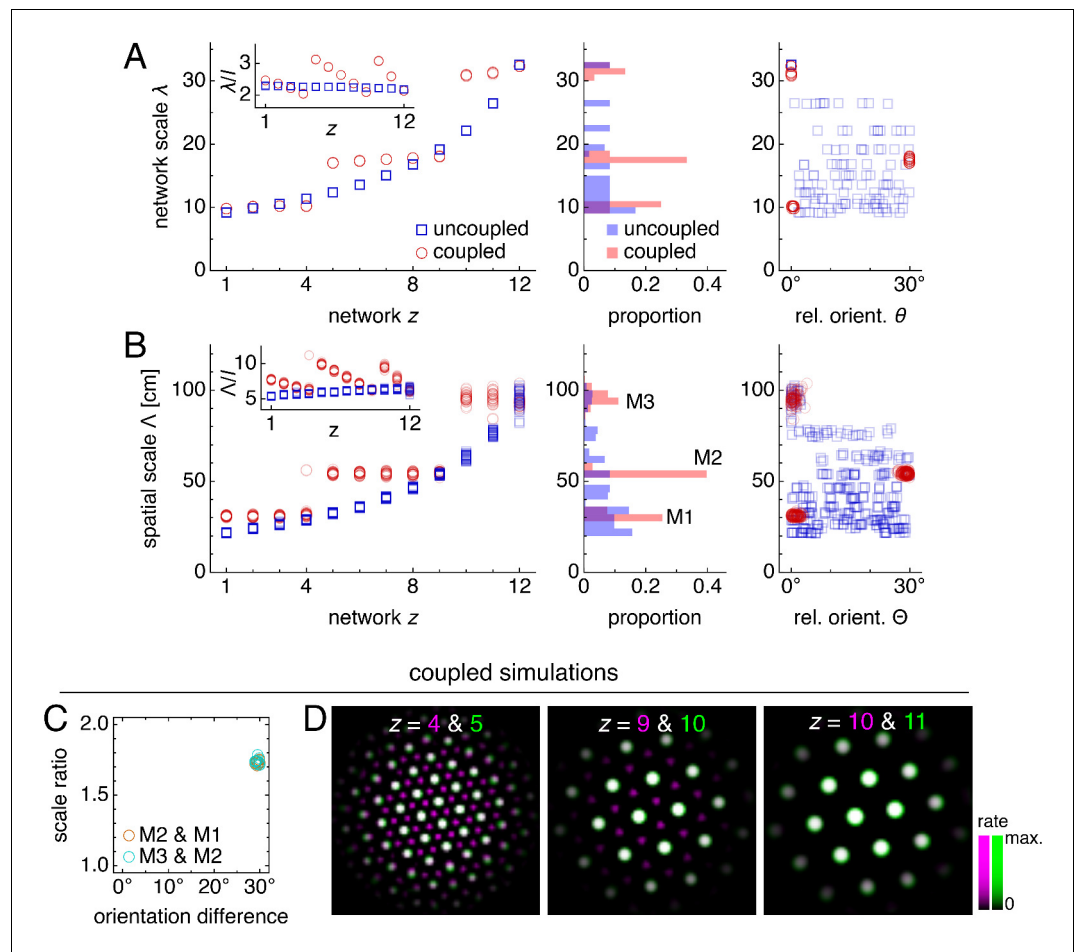 A
network scale λ
30
20
10
0
λ/l
3
2
1
z
12
uncoupled
coupled
1
4
8
12
network z
30
20
10
0
uncoupled
coupled
0
0.2
0.4
proportion
30
20
10
0
0°
30°
rel. orient. θ
B
spatial scale Λ [cm]
100
50
0
Λ/l
10
5
1
z
12
1
4
8
12
network z
100
50
0
M3
M2
M1
0
0.2
0.4
proportion
100
50
0
0°
30°
rel. orient. Θ
coupled simulations
C
scale ratio
2.0
1.5
1.0
M2 & M1
M3 & M2
0°
10°
20°
30°
orientation difference
D
z = 4 & 5
z = 9 & 10
z = 10 & 11
rate
max.
0